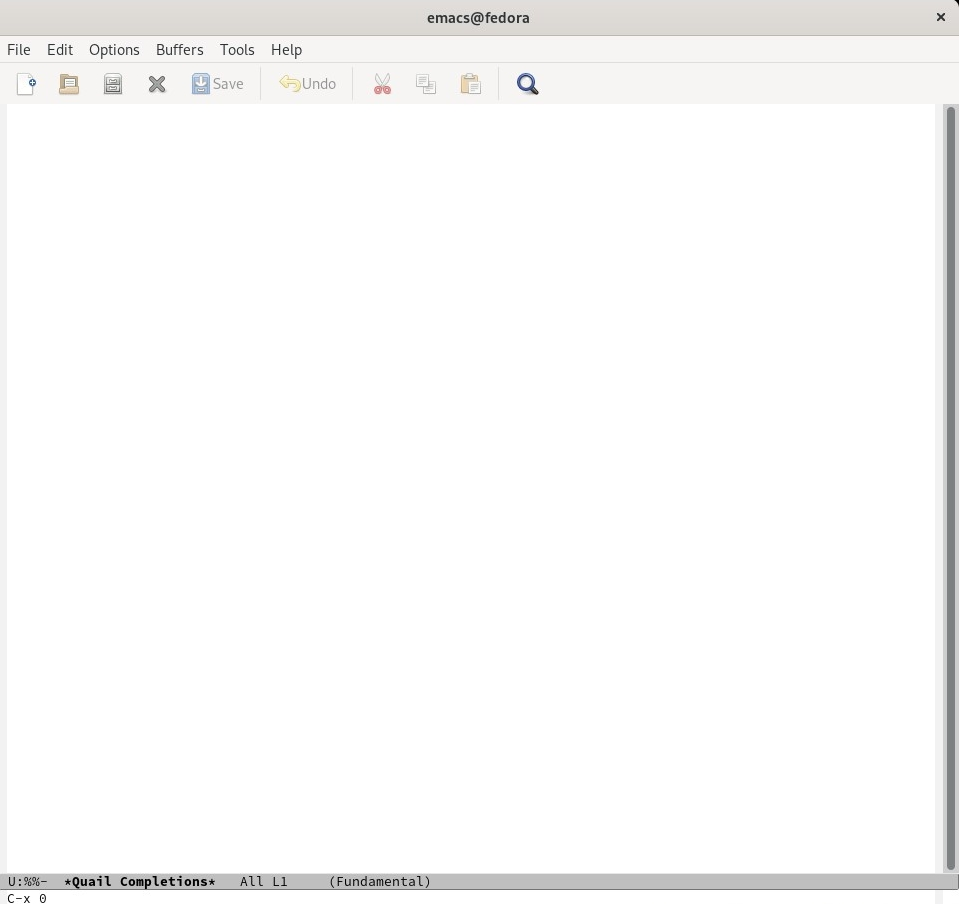 emacs@fedora
File Edit Options Buffers Tools Help
Save Undo
U:%%- *Quail Completions* All L1 (Fundamental)
C-x 0